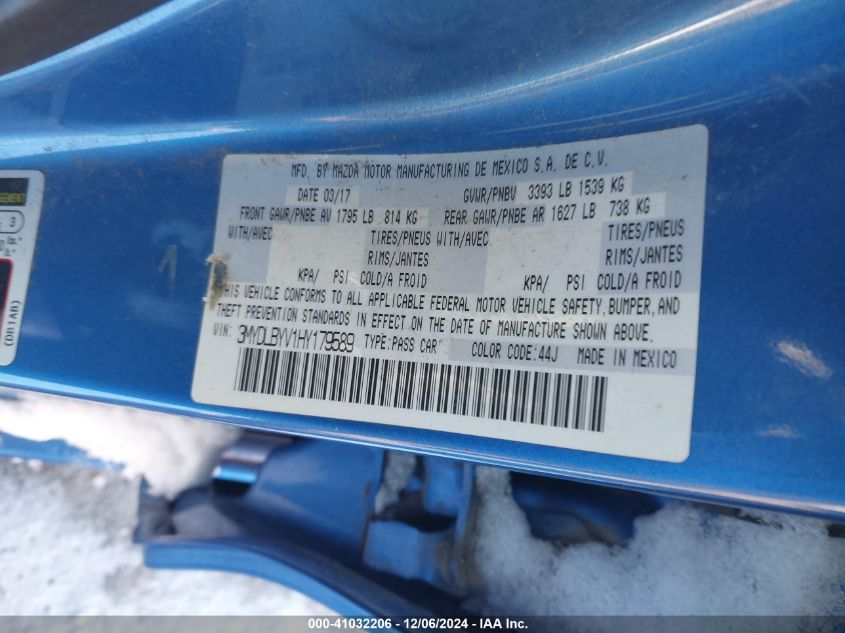 MFD. BY MAZDA MOTOR MANUFACTURING DE MEXICO S.A. DE C.V.
DATE 03/17 GVWR/PNBV 3393 LB 1539 KG
FRONT GAWR/PNBE AV 1795 LB 814 KG REAR GAWR/PNBE AR 1627 LB 738 KG
WITH/AVEC TIRES/PNEUS WITH/AVEC TIRES/PNEUS
RIMS/JANTES RIMS/JANTES
KPA/ PSI COLD/A FROID KPA/ PSI COLD/A FROID
THIS VEHICLE CONFORMS TO ALL APPLICABLE FEDERAL MOTOR VEHICLE SAFETY, BUMPER, AND
THEFT PREVENTION STANDARDS IN EFFECT ON THE DATE OF MANUFACTURE SHOWN ABOVE.
VIN: 3MYDLBYV1HY179589 TYPE:PASS CAR COLOR CODE:44J MADE IN MEXICO
3
(DB1AB)
000-41032206 - 12/06/2024 - IAA Inc.